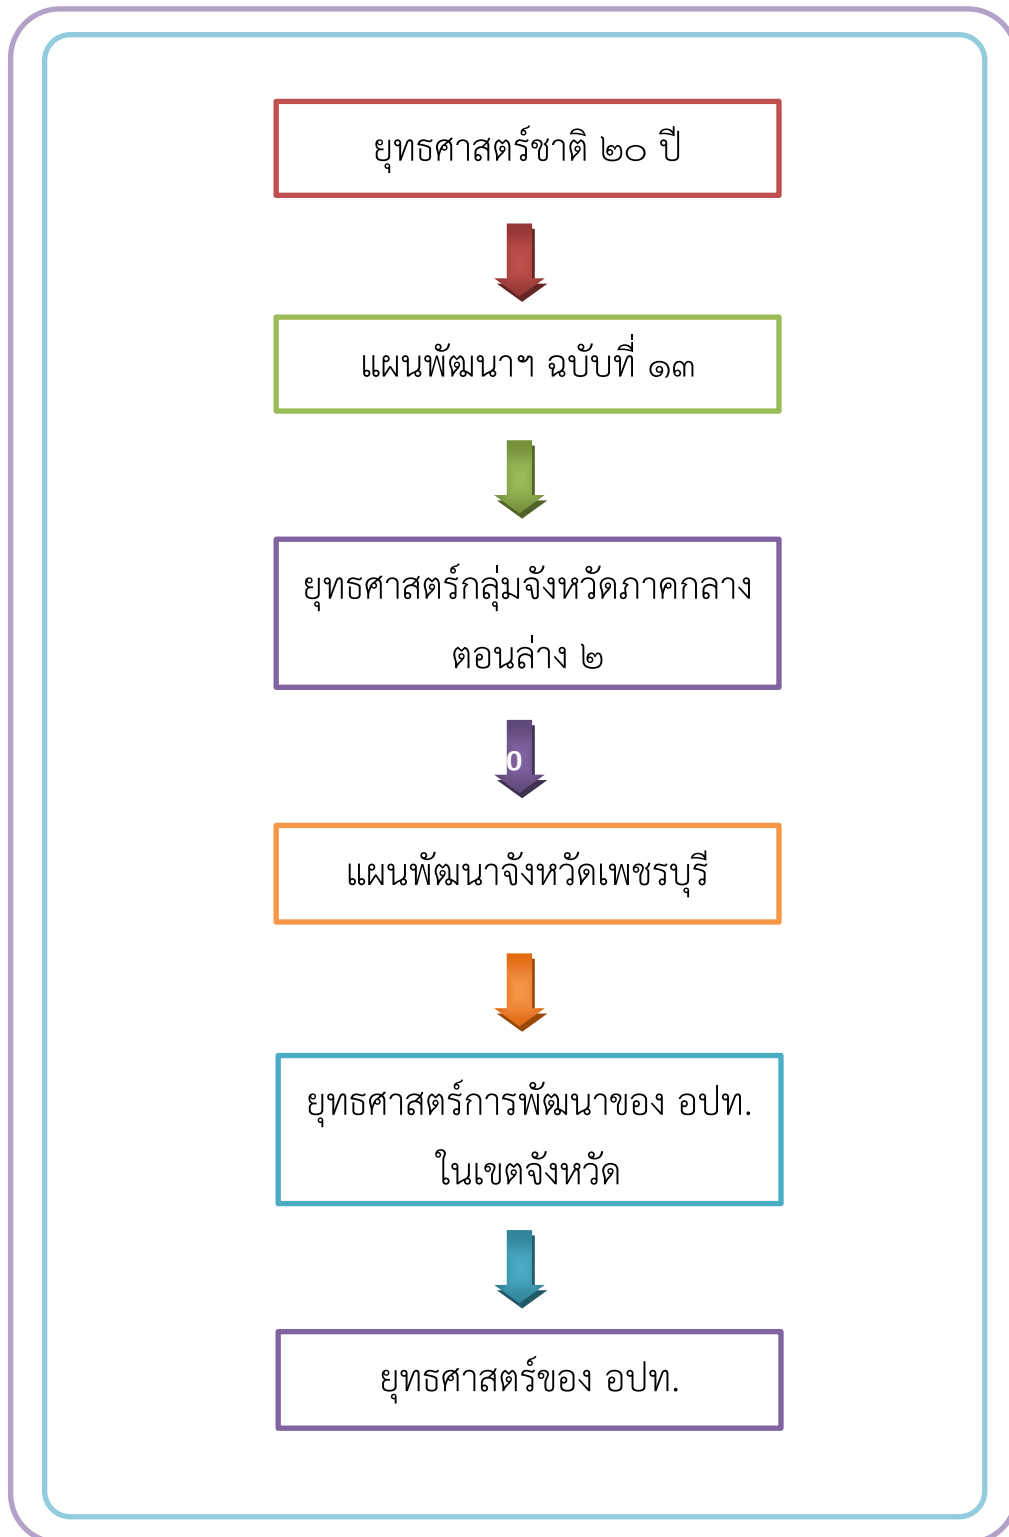 ยุทธศาสตร์ชาติ ๒๐ ปี
แผนพัฒนาฯ ฉบับที่ ๑๓
ยุทธศาสตร์กลุ่มจังหวัดภาคกลาง
ตอนล่าง ๒
0
แผนพัฒนาจังหวัดเพชรบุรี
ยุทธศาสตร์การพัฒนาของ อปท.
ในเขตจังหวัด
ยุทธศาสตร์ของ อปท.